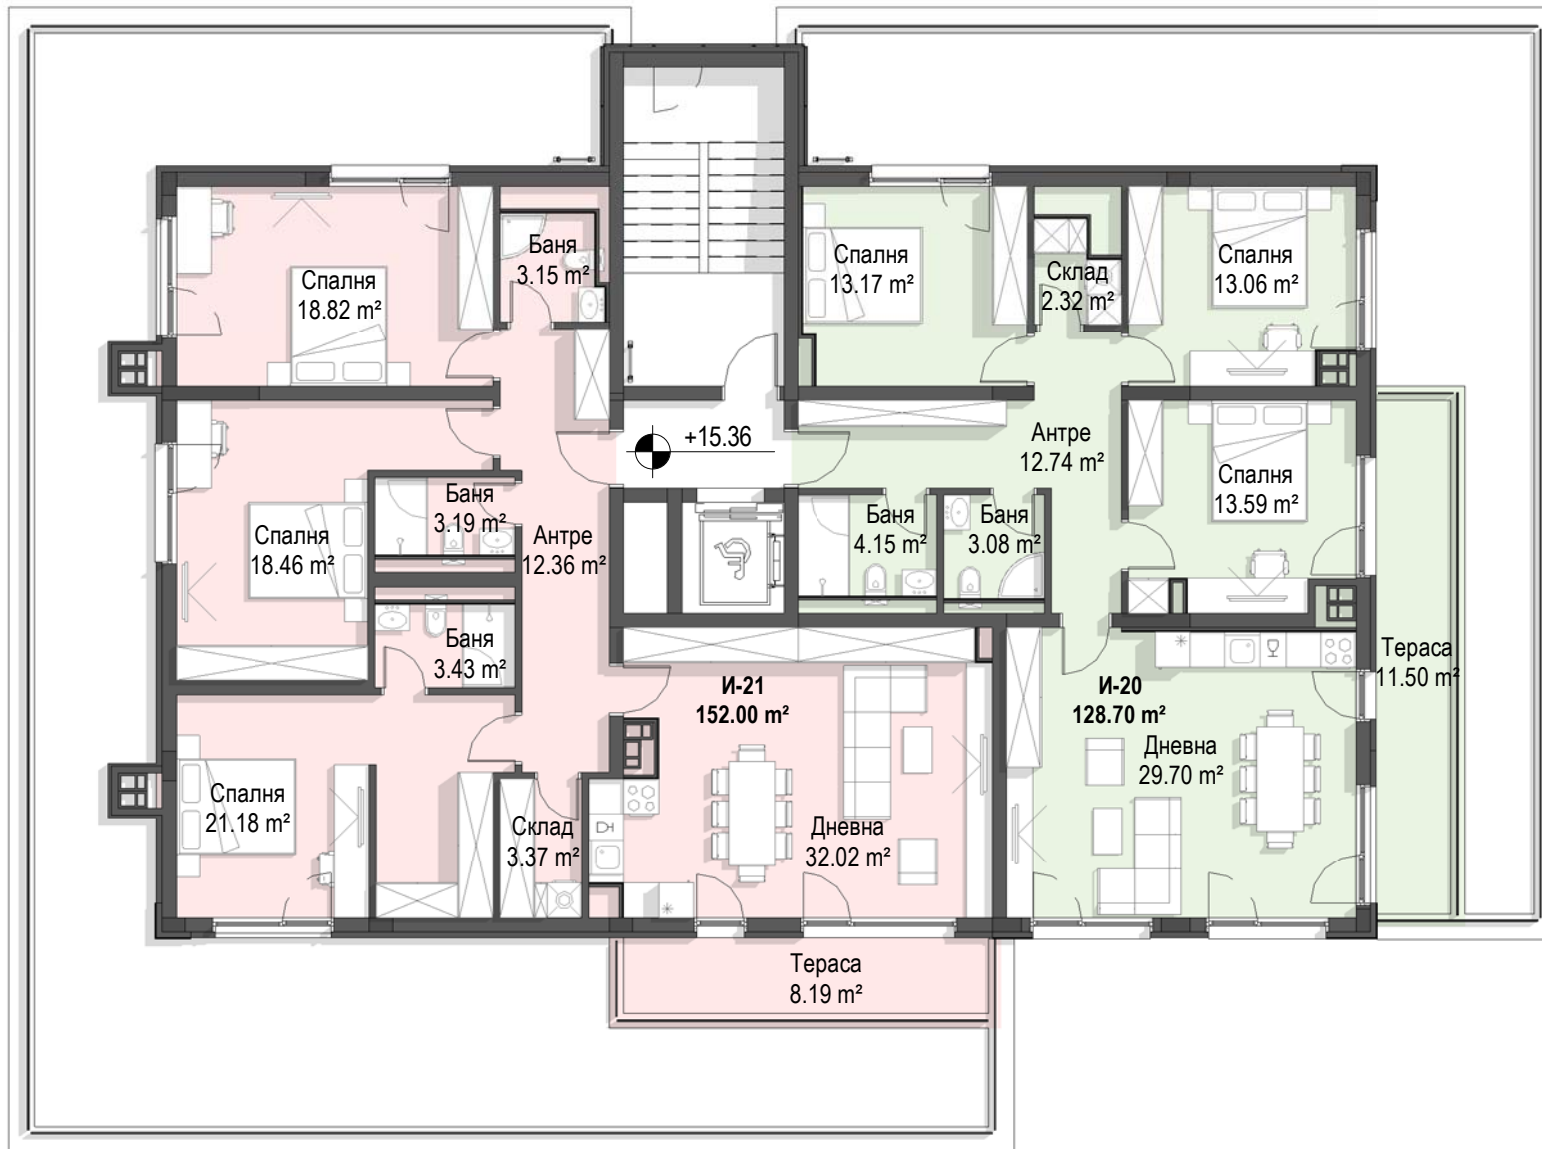 Спалня
18.82 m²
Баня
3.15 m²
Спалня
13.17 m²
Склад
2.32 m²
Спалня
13.06 m²
+15.36
Антре
12.74 m²
Спалня
18.46 m²
Баня
3.19 m²
Антре
12.36 m²
Баня
4.15 m²
Баня
3.08 m²
Спалня
13.59 m²
Баня
3.43 m²
И-21
152.00 m²
И-20
128.70 m²
Тераса
11.50 m²
Спалня
21.18 m²
Склад
3.37 m²
Дневна
32.02 m²
Дневна
29.70 m²
Тераса
8.19 m²